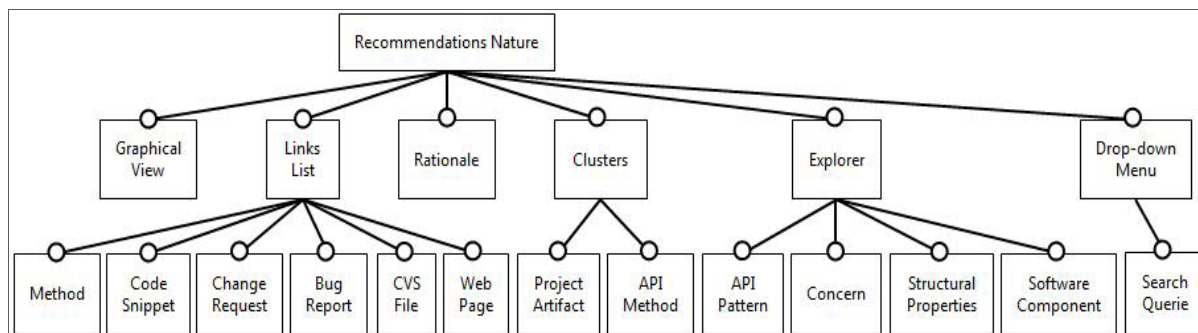 Recommendations Nature
Graphical
View
Links
List
Rationale
Clusters
Explorer
Drop-down
Menu
Method
Code
Snippet
Change
Request
Bug
Report
CVS
File
Web
Page
Project
Artifact
API
Method
API
Pattern
Concern
Structural
Properties
Software
Component
Search
Querie